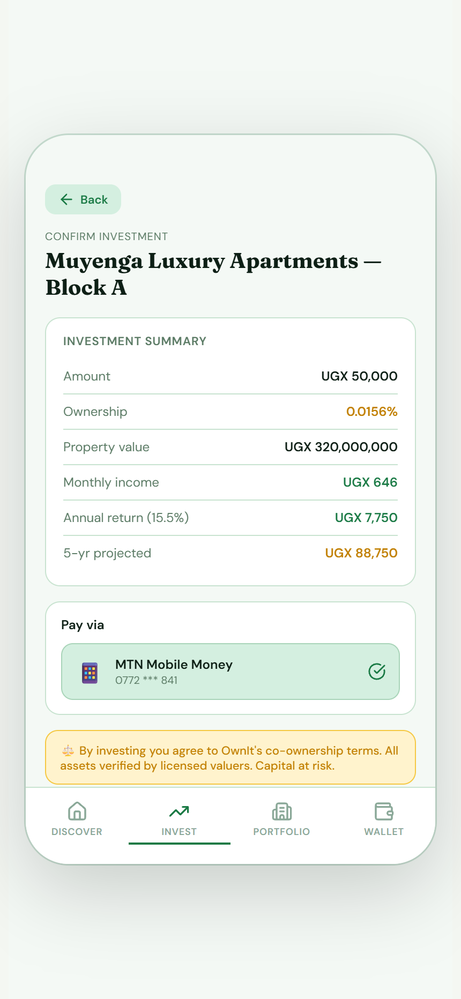 Back
CONFIRM INVESTMENT
Muyenga Luxury Apartments —
Block A
INVESTMENT SUMMARY
Amount UGX 50,000
Ownership 0.0156%
Property value UGX 320,000,000
Monthly income UGX 646
Annual return (15.5%) UGX 7,750
5-yr projected UGX 88,750
Pay via
MTN Mobile Money
0772 *** 841
⚖️ By investing you agree to OwnIt's co-ownership terms. All
assets verified by licensed valuers. Capital at risk.
DISCOVER INVEST PORTFOLIO WALLET